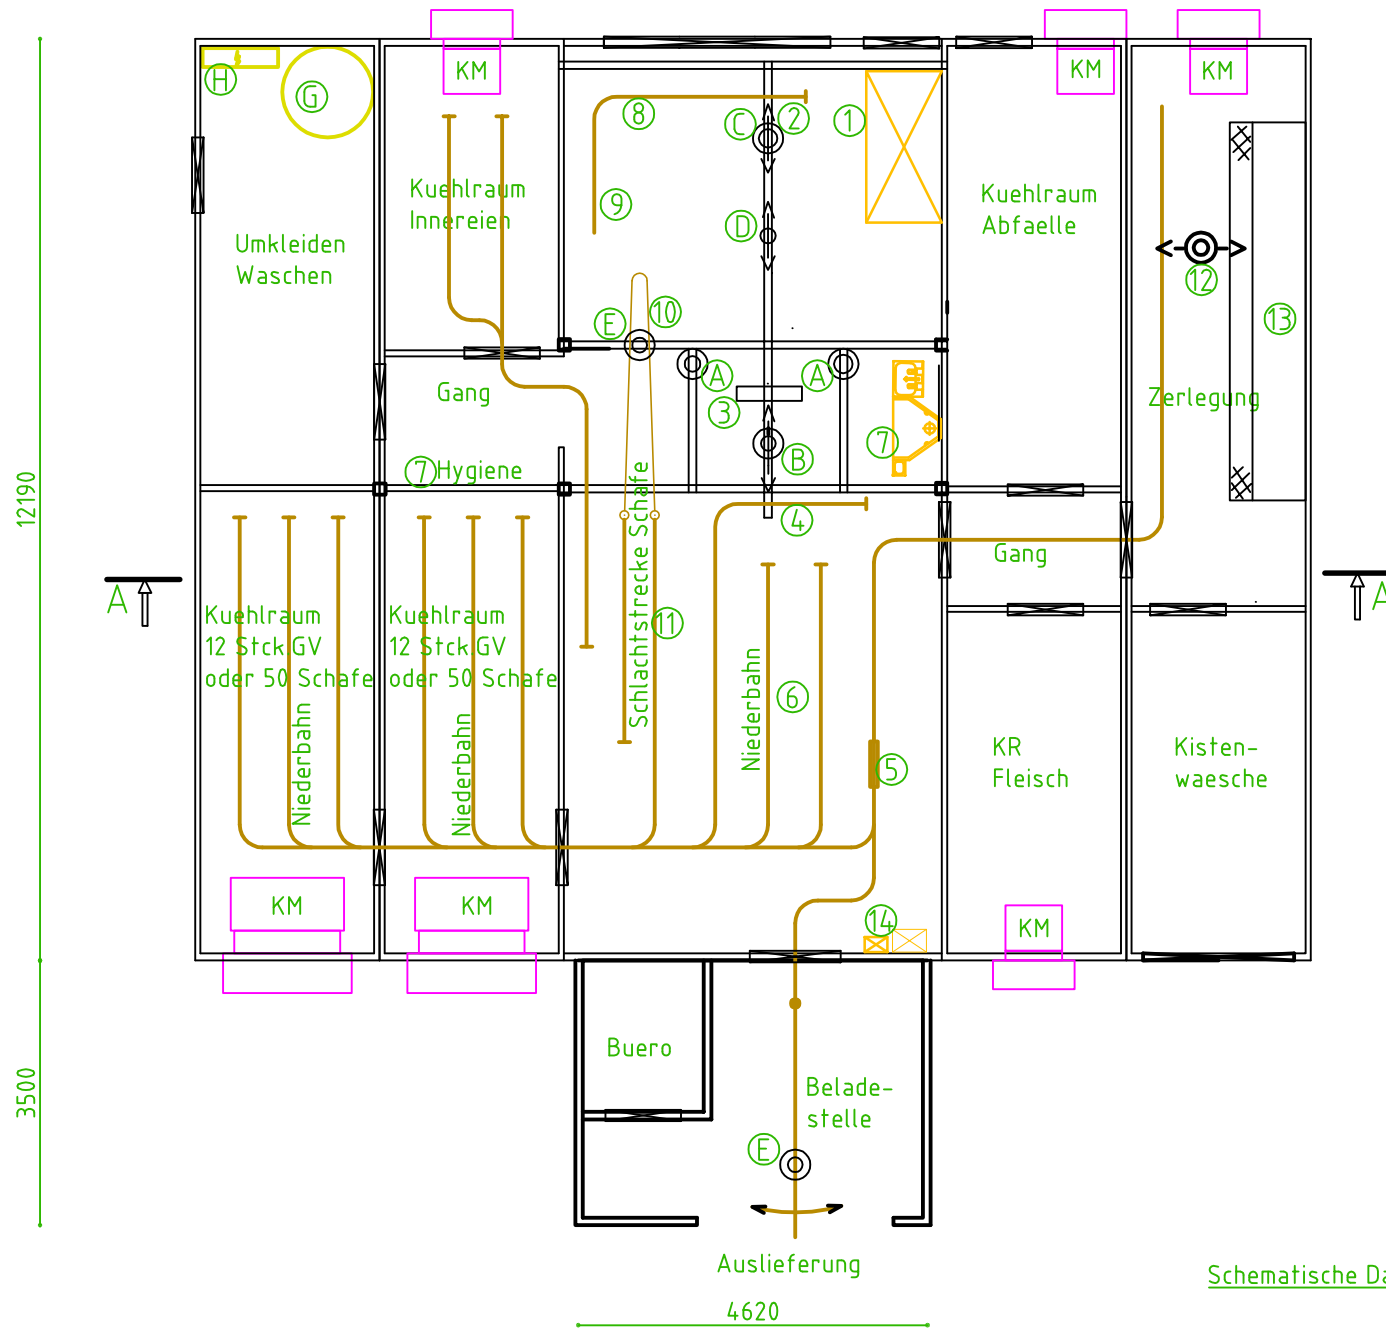 KM
KM
KM
H
G
8
C
2
1
9
D
Kuehlraum
Innereien
Kuehlraum
Abfaelle
Umkleiden
Waschen
12
13
E
10
A
A
3
Gang
7
B
7
Hygiene
Zerlegung
12190
4
Gang
A
A
Kuehlraum
12 Stck.GV
oder 50 Schafe
Kuehlraum
12 Stck.GV
oder 50 Schafe
Schlachtstrecke Schafe
11
Niederbahn
6
Niederbahn
Niederbahn
5
KR
Fleisch
Kisten-
waesche
KM
KM
14
KM
Buero
Belade-
stelle
3500
E
Auslieferung
4620
Schematische